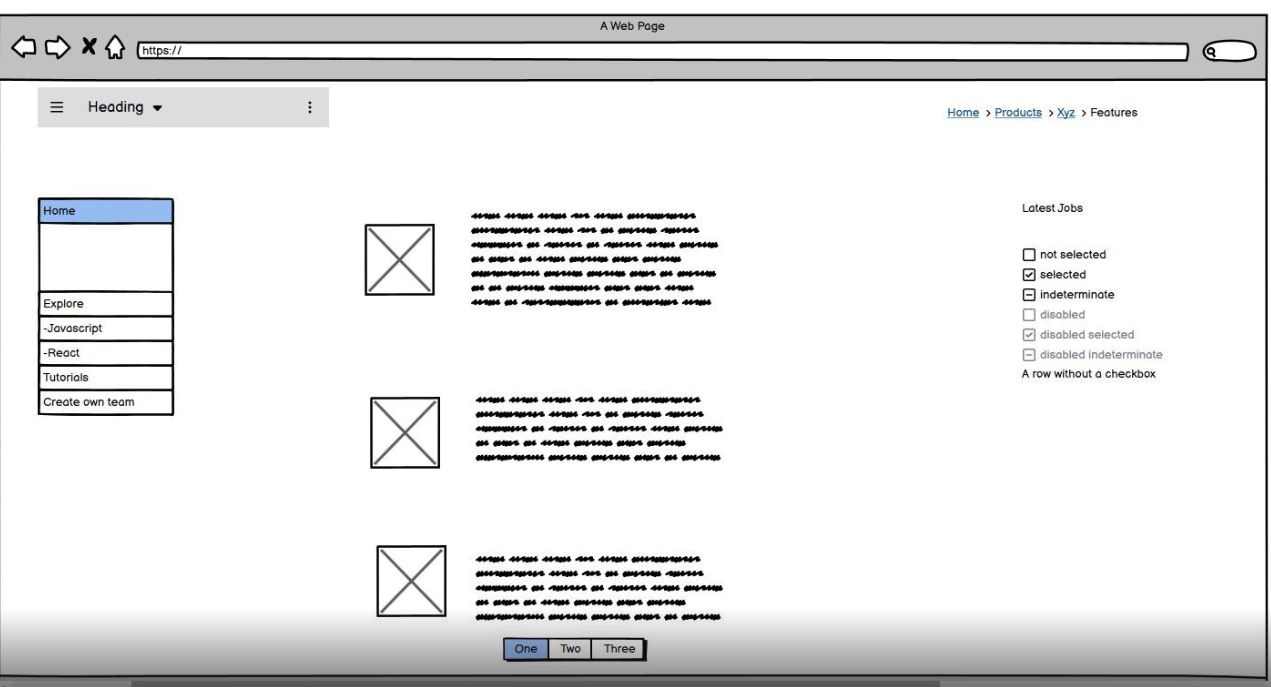 A Web Page
https://
Heading
Home > Products > Xyz > Features
Home
Explore
-Javascript
-React
Tutorials
Create own team
Latest Jobs
not selected
selected
indeterminate
disabled
disabled selected
disabled indeterminate
A row without a checkbox
One Two Three